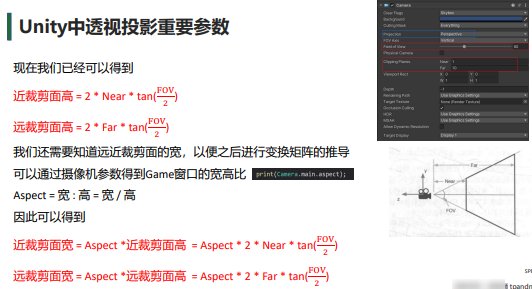 Unity中透视投影重要参数
现在我们已经可以得到
近裁剪面高 = 2 * Near * tan(FOV/2)
远裁剪面高 = 2 * Far * tan(FOV/2)
我们还需要知道远近裁剪面的宽，以便之后进行变换矩阵的推导
可以通过摄像机参数得到Game窗口的宽高比 print(Camera.main.aspect);
Aspect = 宽 : 高 = 宽 / 高
因此可以得到
近裁剪面宽 = Aspect *近裁剪面高 = Aspect * 2 * Near * tan(FOV/2)
远裁剪面宽 = Aspect *远裁剪面高 = Aspect * 2 * Far * tan(FOV/2)
Camera
Clear Flags Skybox
Background
Culling Mask Everything
Projection Perspective
FOV Axis Vertical
Field of View 60
Physical Camera
Clipping Planes Near 1
Far 10
Viewport Rect X 0 Y 0
W 1 H 1
Depth -1
Rendering Path Use Graphics Settings
Target Texture None (Render Texture)
Occlusion Culling
HDR Use Graphics Settings
MSAA Use Graphics Settings
Allow Dynamic Resolution
Target Display Display 1
Far
Near
z
FOV